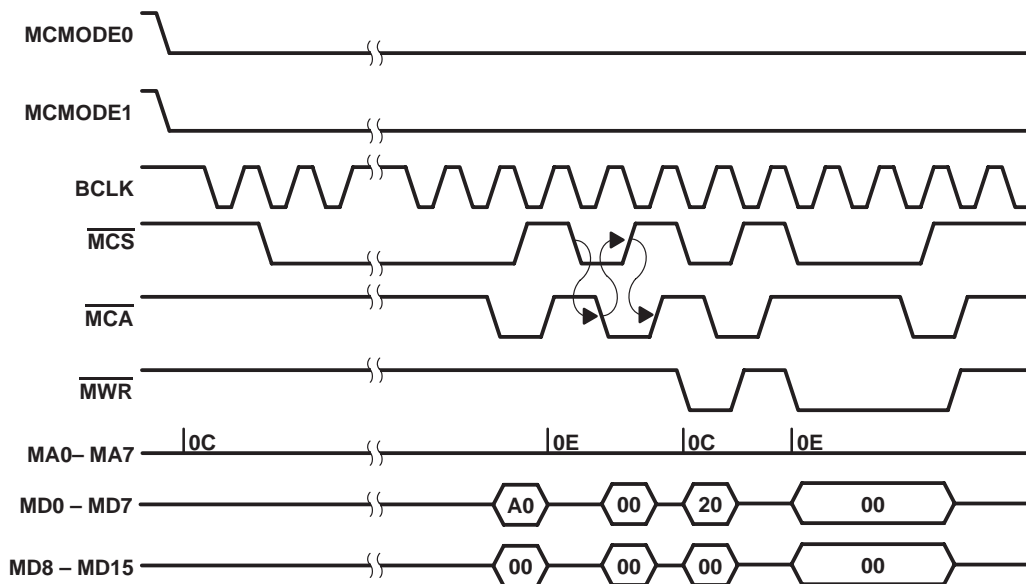 MCMODE0
MCMODE1
BCLK
MCS
MCA
MWR
MA0– MA7 0C 0E 0C 0E
MD0 – MD7 A0 00 20 00
MD8 – MD15 00 00 00 00